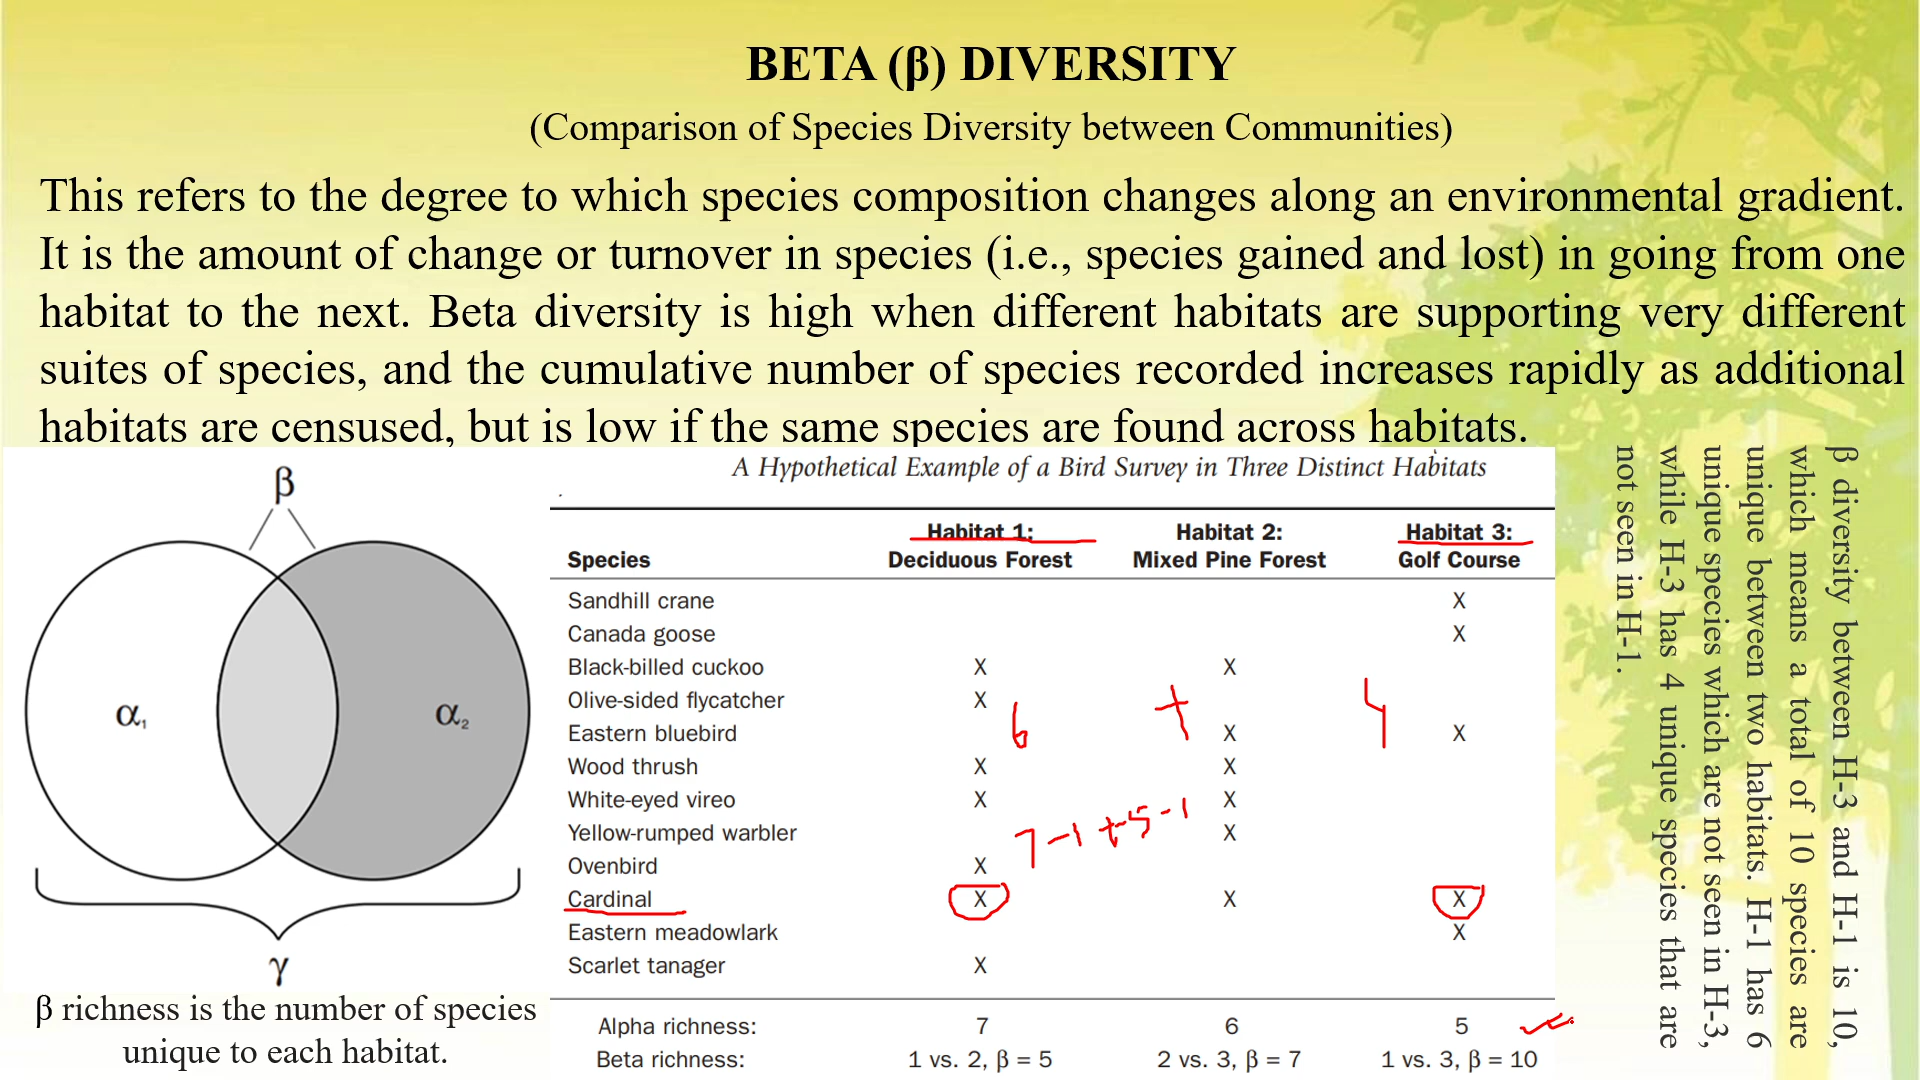 BETA (β) DIVERSITY
(Comparison of Species Diversity between Communities)
This refers to the degree to which species composition changes along an environmental gradient.
It is the amount of change or turnover in species (i.e., species gained and lost) in going from one
habitat to the next. Beta diversity is high when different habitats are supporting very different
suites of species, and the cumulative number of species recorded increases rapidly as additional
habitats are censused, but is low if the same species are found across habitats.
β
α1 α2
γ
β richness is the number of species
unique to each habitat.
A Hypothetical Example of a Bird Survey in Three Distinct Habitats
Habitat 1: Habitat 2: Habitat 3:
Species Deciduous Forest Mixed Pine Forest Golf Course
Sandhill crane X
Canada goose X
Black-billed cuckoo X X
Olive-sided flycatcher X
Eastern bluebird X X
Wood thrush X X
White-eyed vireo X X
Yellow-rumped warbler X
Ovenbird X
Cardinal X X X
Eastern meadowlark X
Scarlet tanager X
6 + 4
7-1+5-1
Alpha richness: 7 6 5
Beta richness: 1 vs. 2, β = 5 2 vs. 3, β = 7 1 vs. 3, β = 10
β diversity between H-3 and H-1 is 10,
which means a total of 10 species are
unique between two habitats. H-1 has 6
unique species which are not seen in H-3,
while H-3 has 4 unique species that are
not seen in H-1.